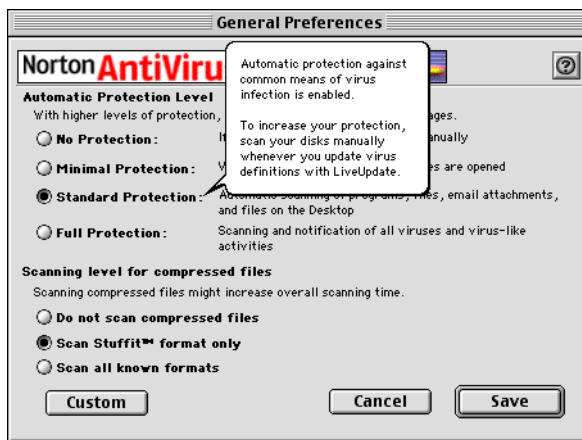 General Preferences
Norton AntiViru
?
Automatic protection against
common means of virus
infection is enabled.
To increase your protection,
scan your disks manually
whenever you update virus
definitions with LiveUpdate.
Automatic Protection Level
With higher levels of protection, ages.
No Protection: anually
Minimal Protection: es are opened
Standard Protection: Automatic scanning of programs, files, email attachments,
and files on the Desktop
Full Protection: Scanning and notification of all viruses and virus-like
activities
Scanning level for compressed files
Scanning compressed files might increase overall scanning time.
Do not scan compressed files
Scan Stuffit™ format only
Scan all known formats
Custom
Cancel
Save